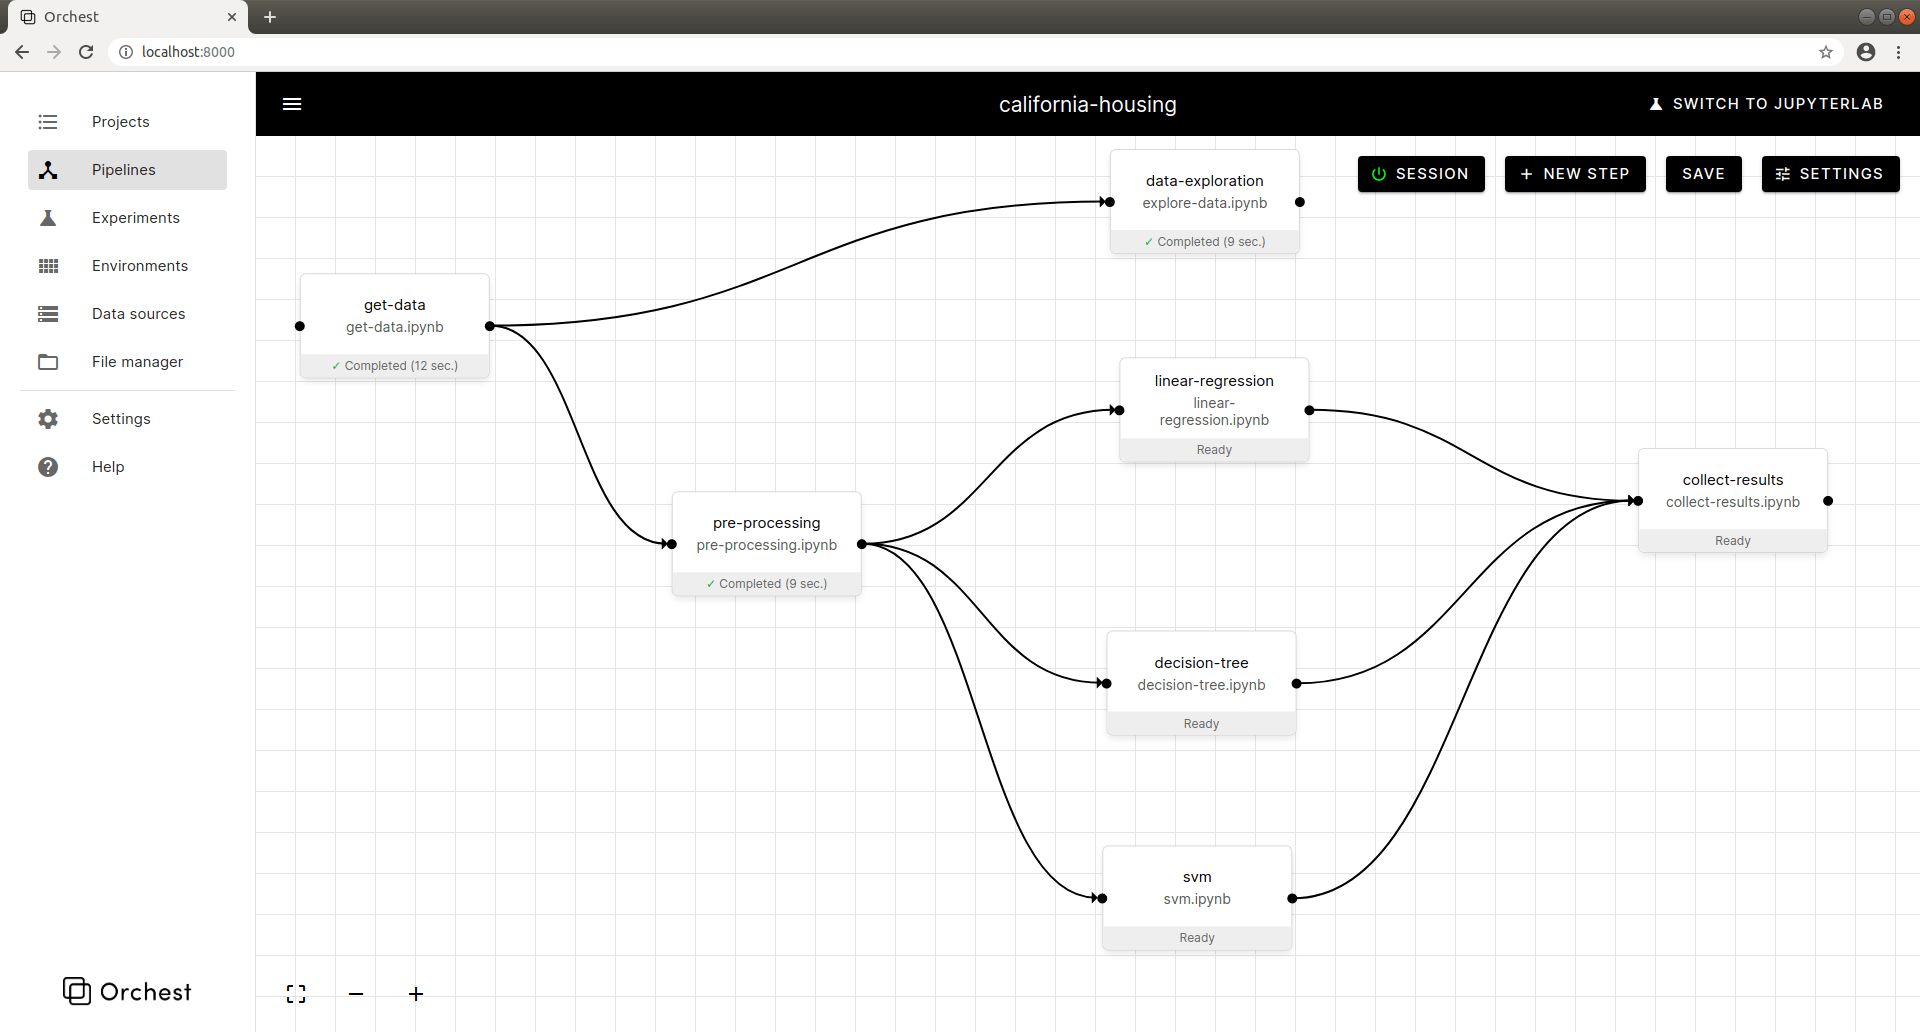 Orchest
localhost:8000
Projects
Pipelines
Experiments
Environments
Data sources
File manager
Settings
Help
Orchest
california-housing
SWITCH TO JUPYTERLAB
SESSION
NEW STEP
SAVE
SETTINGS
data-exploration
explore-data.ipynb
✓ Completed (9 sec.)
get-data
get-data.ipynb
✓ Completed (12 sec.)
linear-regression
linear-
regression.ipynb
Ready
collect-results
collect-results.ipynb
Ready
pre-processing
pre-processing.ipynb
✓ Completed (9 sec.)
decision-tree
decision-tree.ipynb
Ready
svm
svm.ipynb
Ready